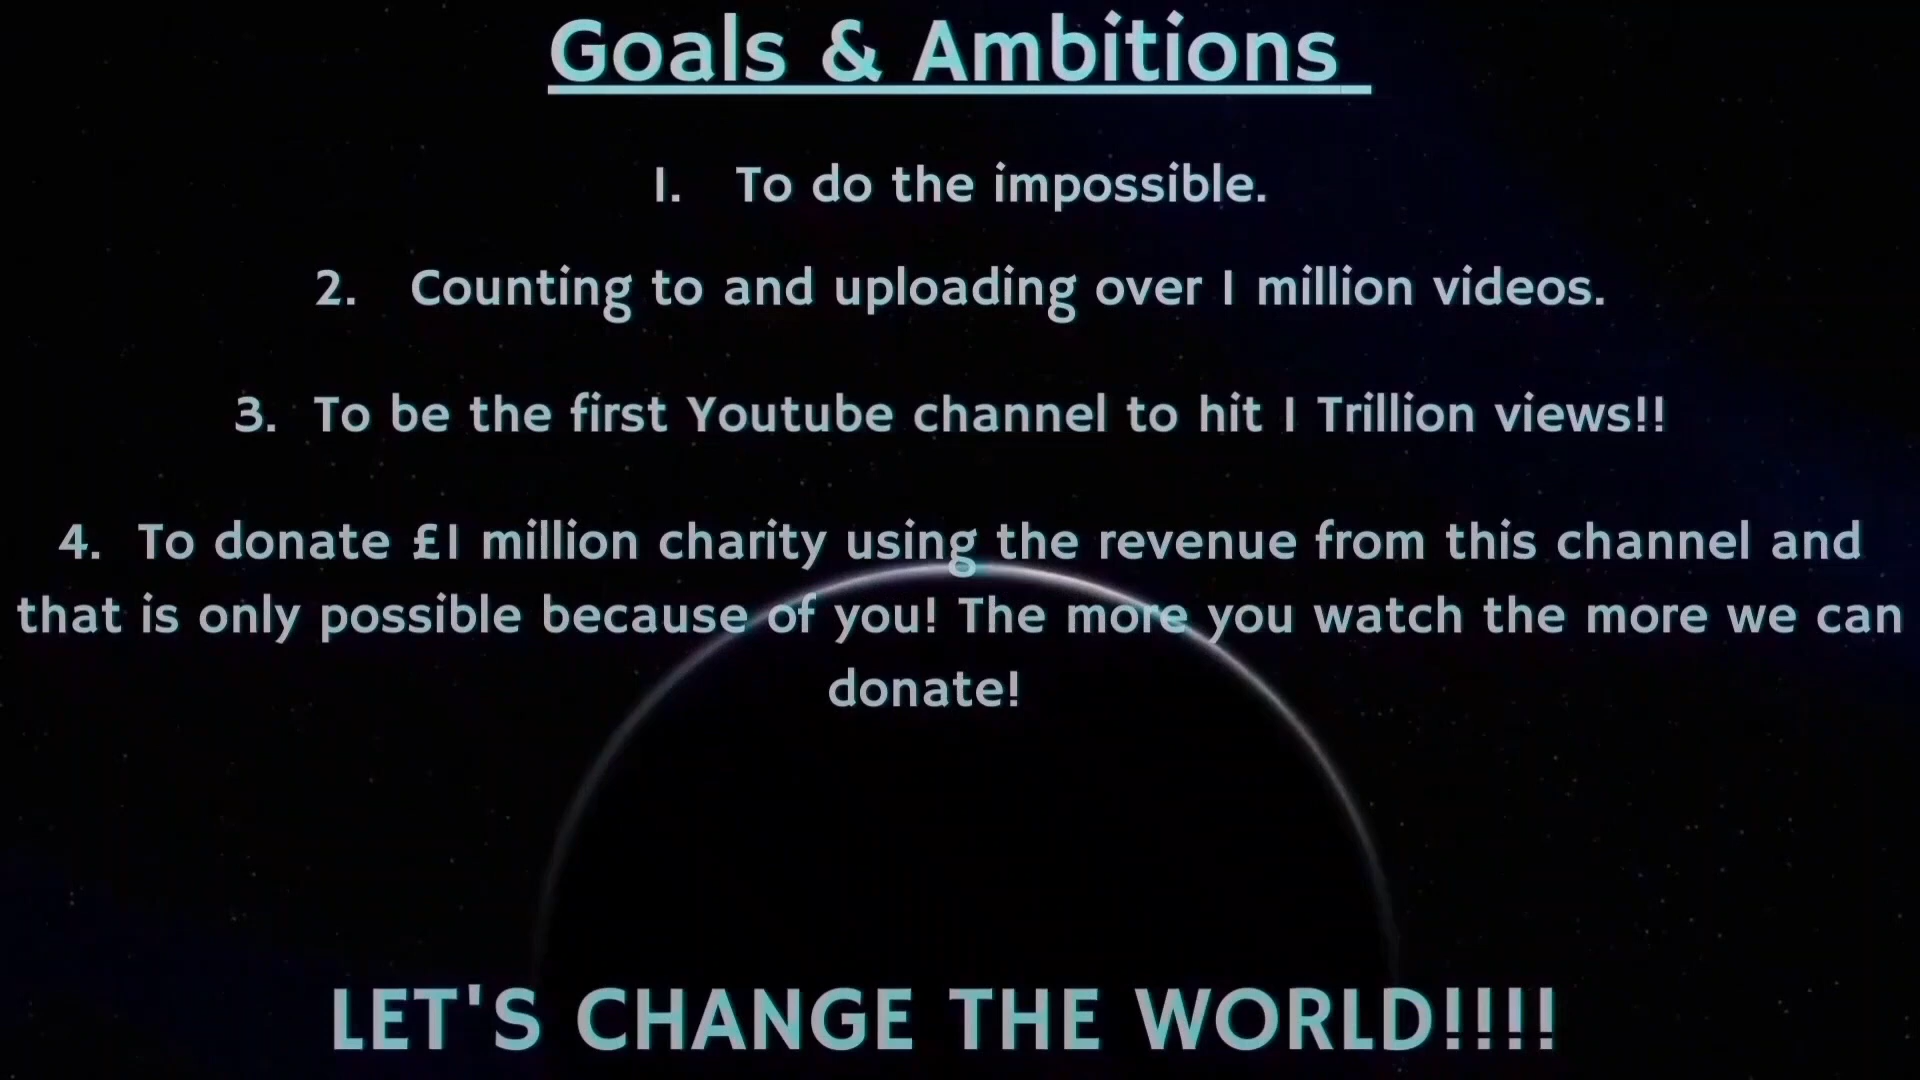 Goals & Ambitions
1. To do the impossible.
2. Counting to and uploading over 1 million videos.
3. To be the first Youtube channel to hit 1 Trillion views!!
4. To donate £1 million charity using the revenue from this channel and
that is only possible because of you! The more you watch the more we can
donate!
LET'S CHANGE THE WORLD!!!!